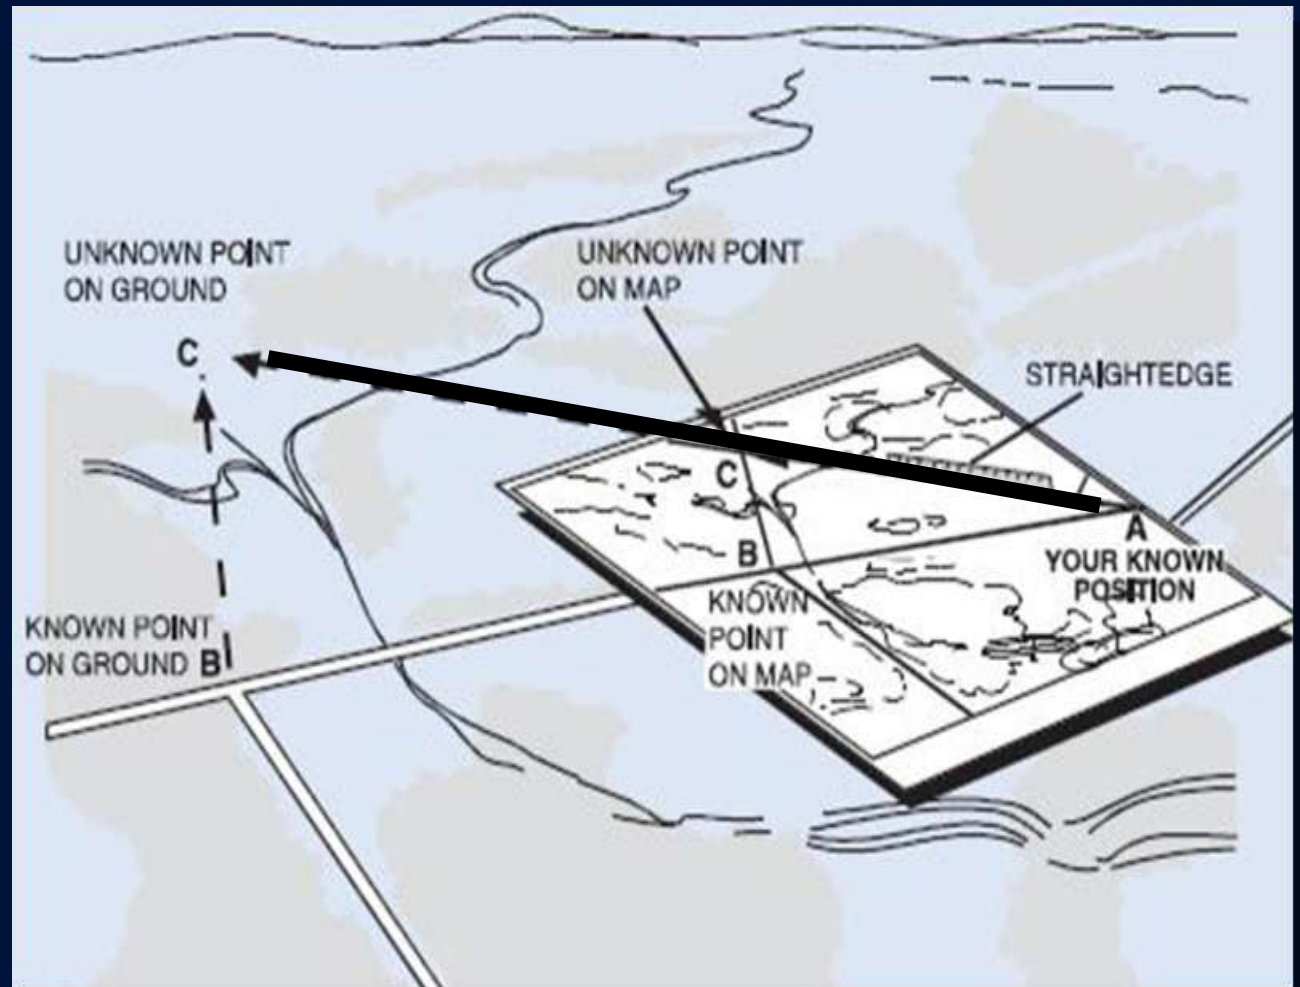 UNKNOWN POINT
ON GROUND
C
UNKNOWN POINT
ON MAP
STRAIGHTEDGE
C
A
YOUR KNOWN
POSITION
B
KNOWN
POINT
ON MAP
KNOWN POINT
ON GROUND B